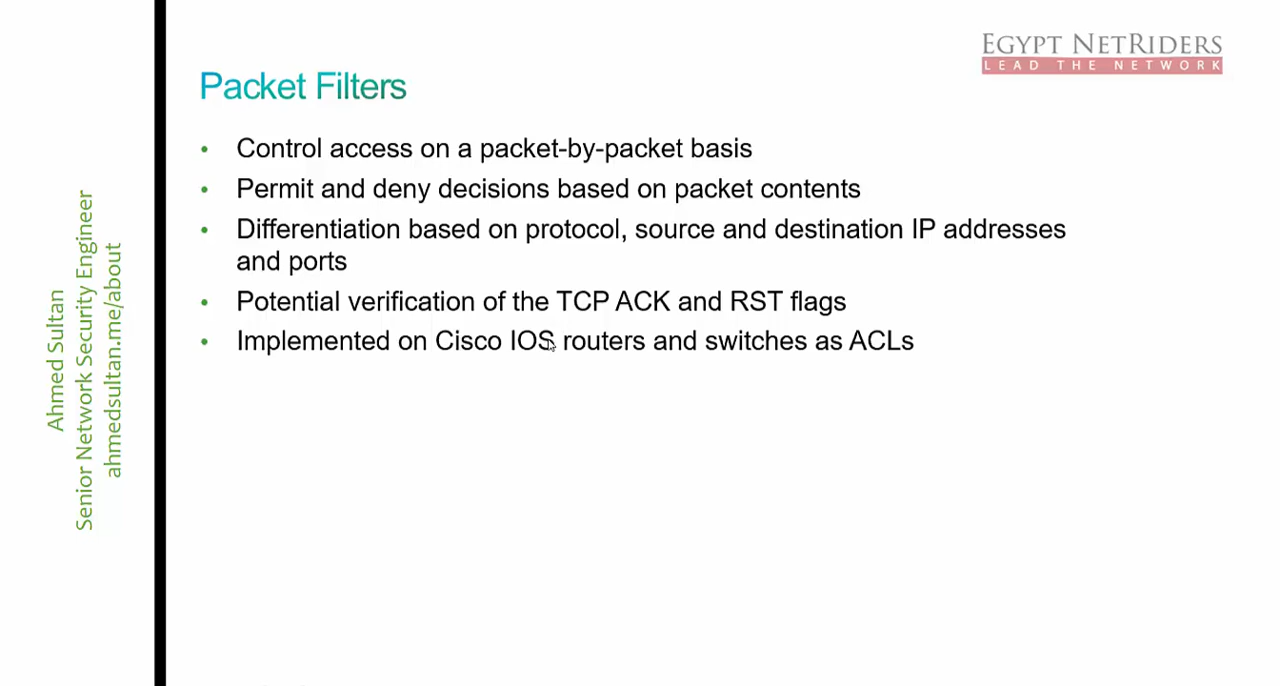 EGYPT NETRIDERS
LEAD THE NETWORK
Packet Filters
• Control access on a packet-by-packet basis
• Permit and deny decisions based on packet contents
• Differentiation based on protocol, source and destination IP addresses
and ports
• Potential verification of the TCP ACK and RST flags
• Implemented on Cisco IOS routers and switches as ACLs
Ahmed Sultan
Senior Network Security Engineer
ahmedsultan.me/about